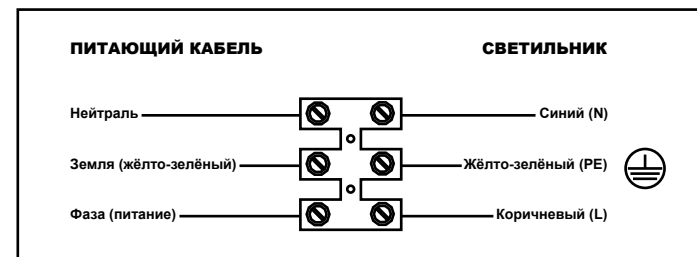 ПИТАЮЩИЙ КАБЕЛЬ СВЕТИЛЬНИК
Нейтраль Синий (N)
Земля (жёлто-зелёный) Жёлто-зелёный (PE)
Фаза (питание) Коричневый (L)